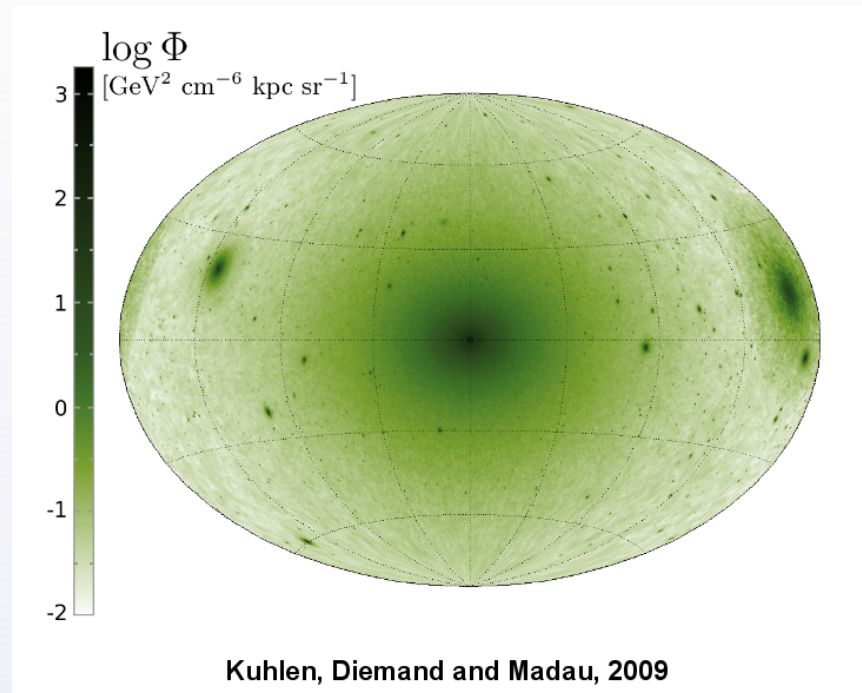 log Φ
[GeV² cm⁻⁶ kpc sr⁻¹]
3
2
1
0
-1
-2
Kuhlen, Diemand and Madau, 2009